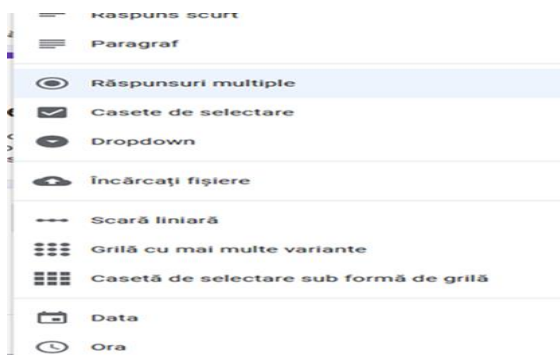 Răspuns scurt
Paragraf
Răspunsuri multiple
Casete de selectare
Dropdown
Încărcați fișiere
Scară liniară
Grilă cu mai multe variante
Casetă de selectare sub formă de grilă
Data
Ora